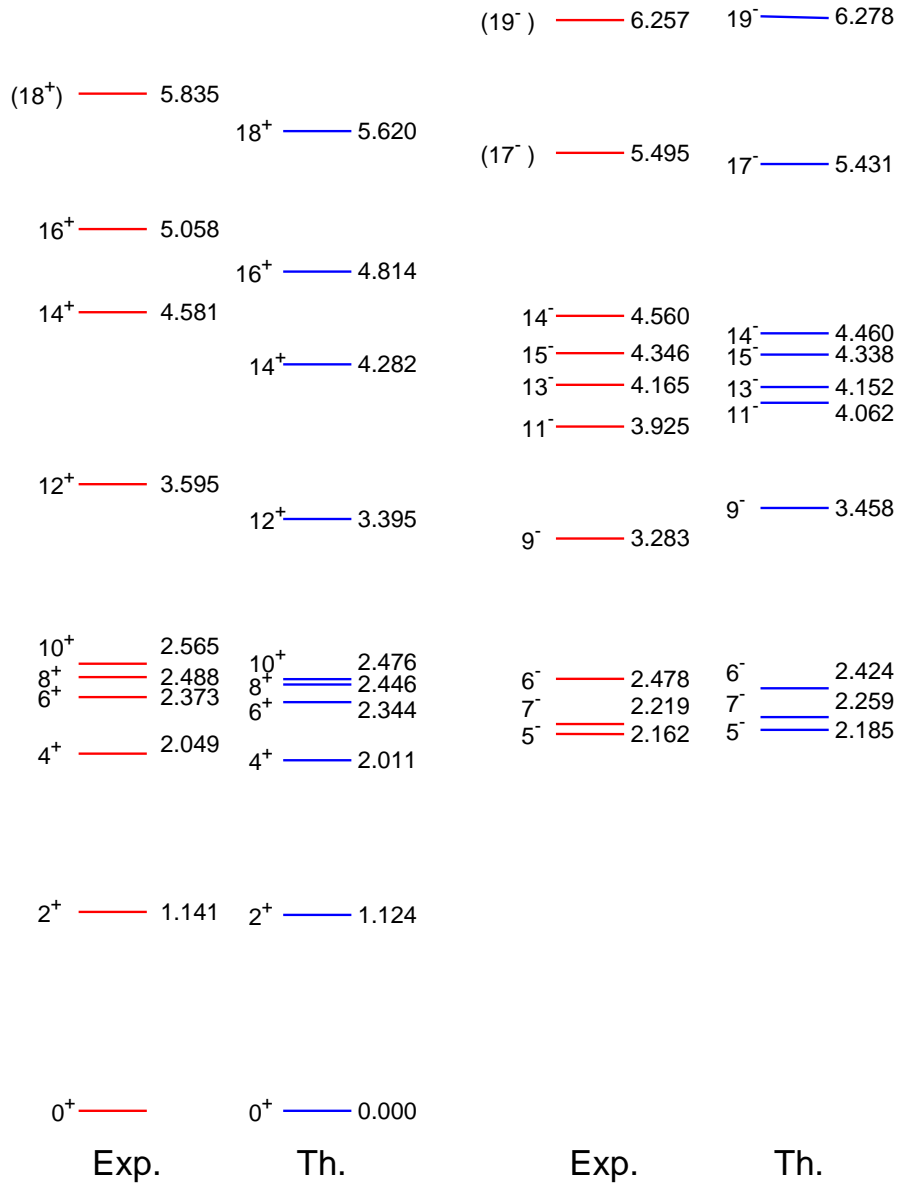 (19⁻ ) 6.257 19⁻ 6.278
(18⁺) 5.835
18⁺ 5.620
(17⁻ ) 5.495 17⁻ 5.431
16⁺ 5.058
16⁺ 4.814
14⁺ 4.581 14⁻ 4.560
14⁻ 4.460
15⁻ 4.346 15⁻ 4.338
14⁺ 4.282
13⁻ 4.165 13⁻ 4.152
11⁻ 3.925 11⁻ 4.062
12⁺ 3.595
9⁻ 3.458
12⁺ 3.395
9⁻ 3.283
10⁺ 2.565
10⁺ 2.476
8⁺ 2.488 8⁺ 2.446 6⁻ 2.478 6⁻ 2.424
6⁺ 2.373 6⁺ 2.344 7⁻ 2.219 7⁻ 2.259
5⁻ 2.162 5⁻ 2.185
4⁺ 2.049 4⁺ 2.011
2⁺ 1.141 2⁺ 1.124
0⁺ 0⁺ 0.000
Exp. Th. Exp. Th.